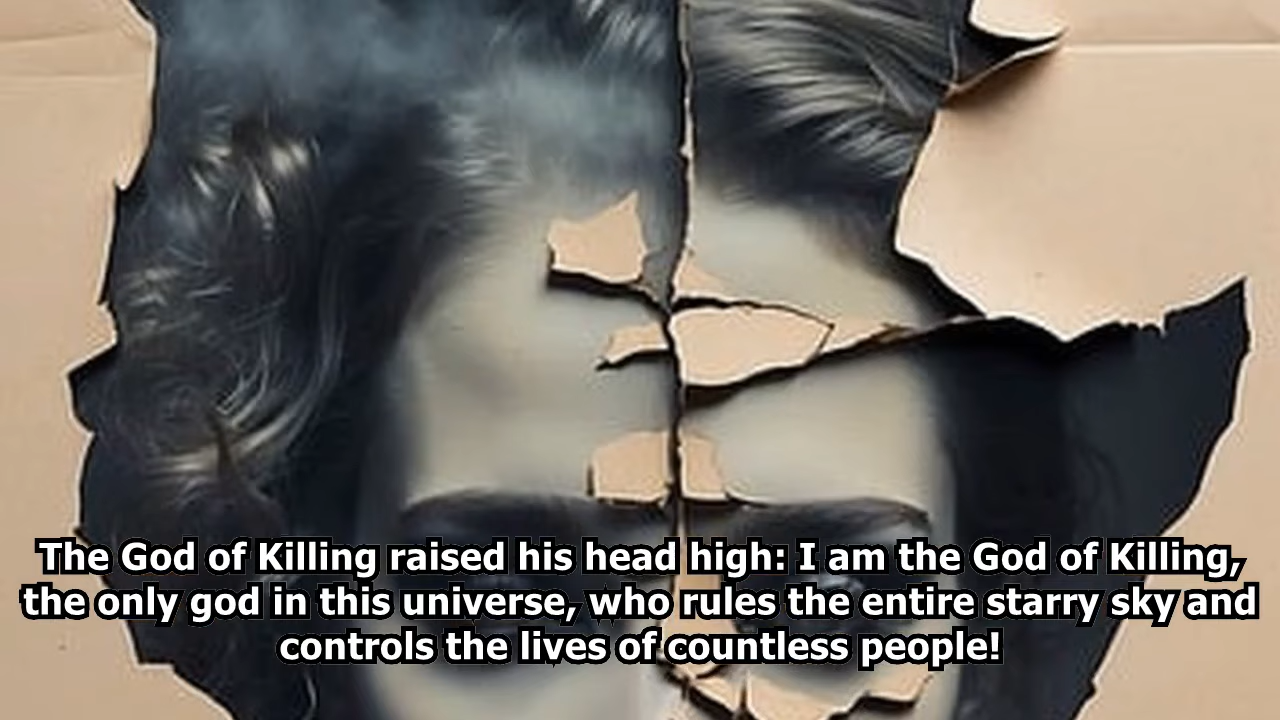 The God of Killing raised his head high: I am the God of Killing,
the only god in this universe, who rules the entire starry sky and
controls the lives of countless people!